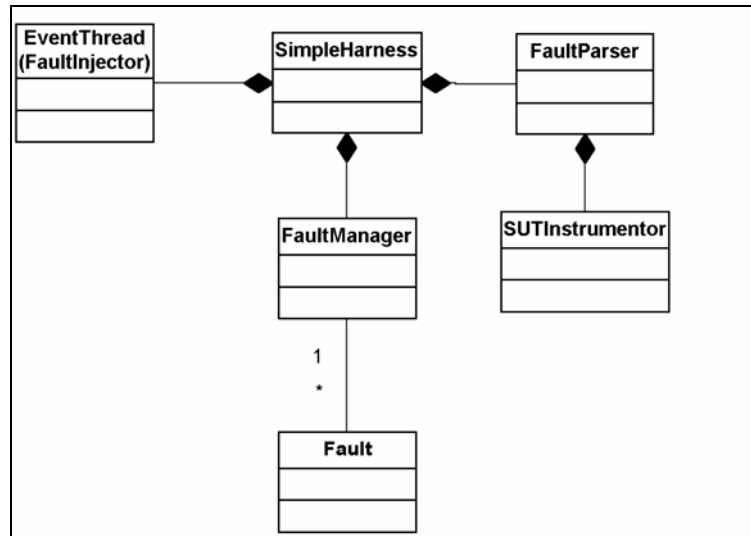 EventThread
(FaultInjector)
SimpleHarness
FaultParser
FaultManager
SUTInstrumentor
1
*
Fault